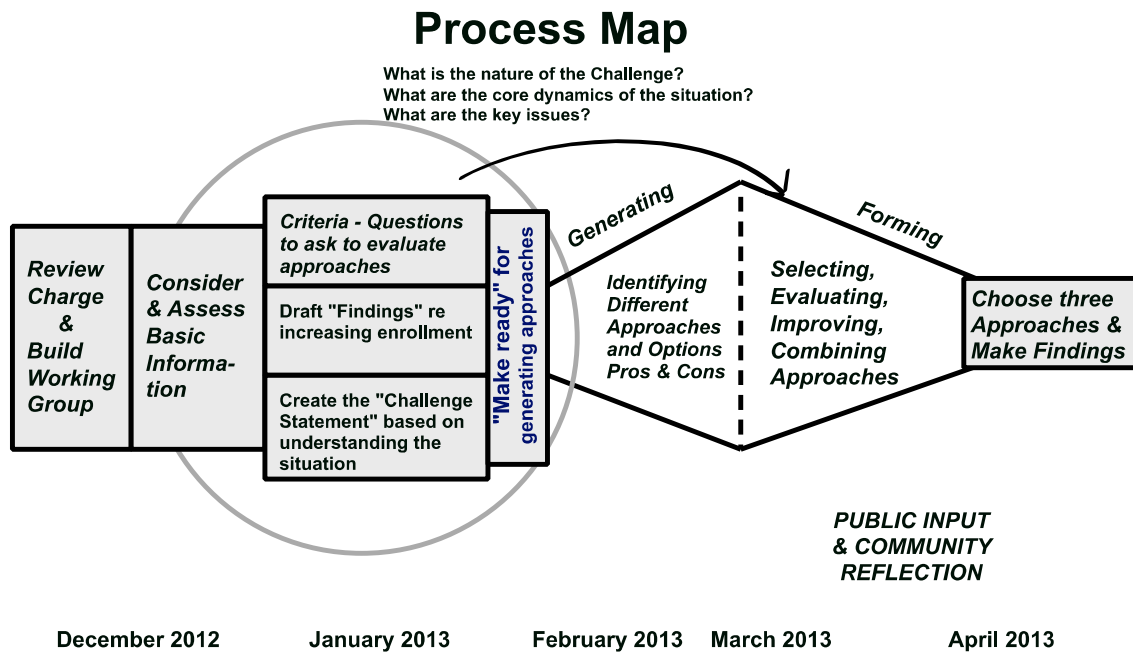 Process Map
What is the nature of the Challenge?
What are the core dynamics of the situation?
What are the key issues?
Review
Charge
&
Build
Working
Group
Consider
& Assess
Basic
Informa-
tion
Criteria - Questions
to ask to evaluate
approaches
Draft "Findings" re
increasing enrollment
Create the "Challenge
Statement" based on
understanding the
situation
"Make ready" for
generating approaches
Generating
Identifying
Different
Approaches
and Options
Pros & Cons
Forming
Selecting,
Evaluating,
Improving,
Combining
Approaches
Choose three
Approaches &
Make Findings
PUBLIC INPUT
& COMMUNITY
REFLECTION
December 2012
January 2013
February 2013
March 2013
April 2013